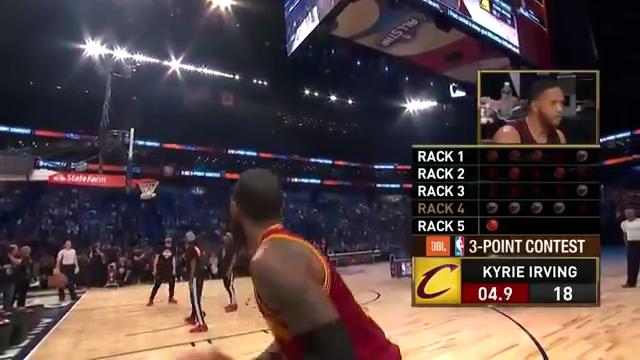 RACK 1
RACK 2
RACK 3
RACK 4
RACK 5
JBL 3-POINT CONTEST
C KYRIE IRVING
04.9 18
State Farm